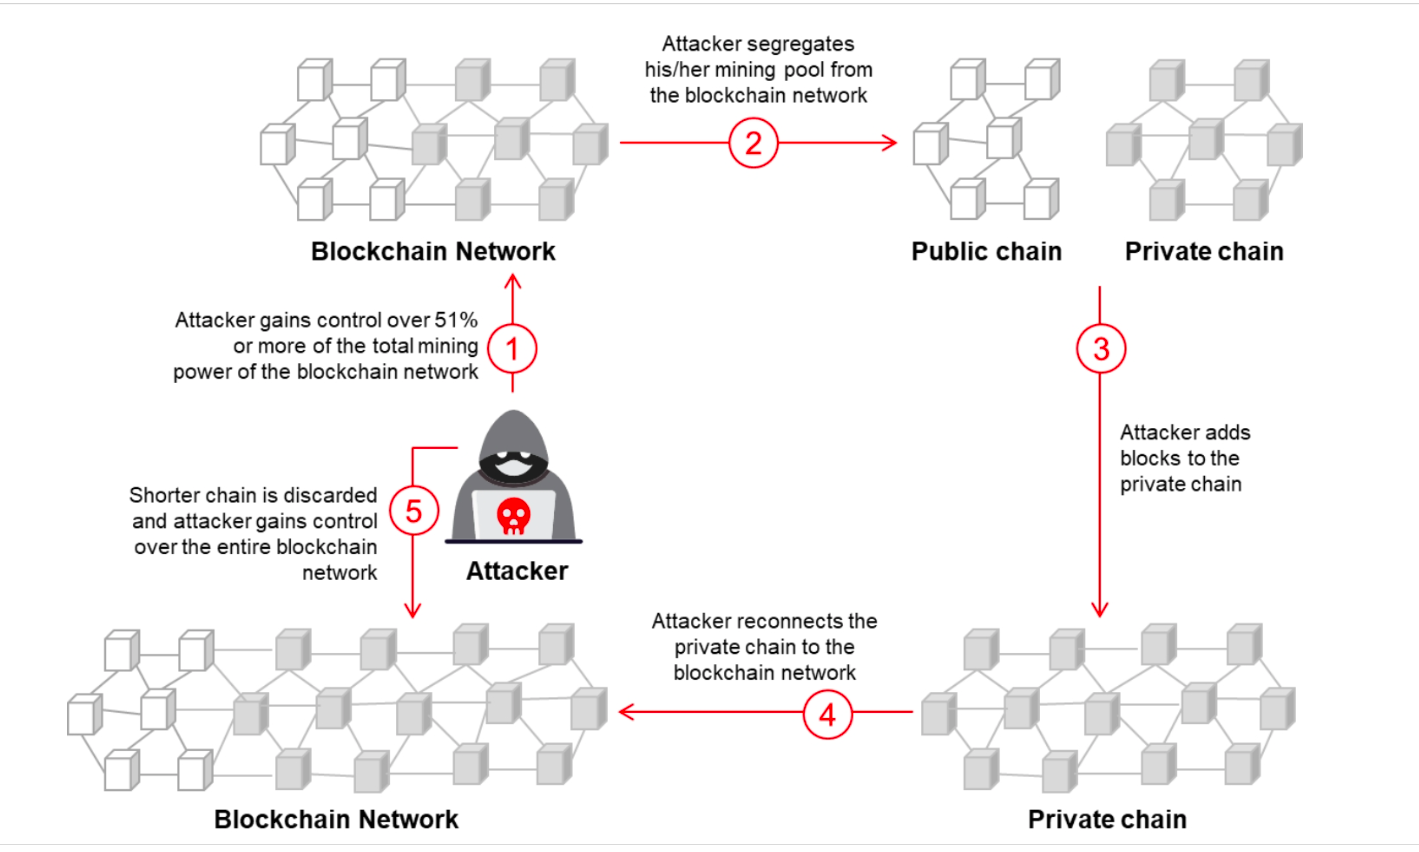 Attacker segregates
his/her mining pool from
the blockchain network
2
Blockchain Network
Public chain
Private chain
Attacker gains control over 51%
or more of the total mining
power of the blockchain network
1
3
Attacker adds
blocks to the
private chain
Shorter chain is discarded
and attacker gains control
over the entire blockchain
network
5
Attacker
Attacker reconnects the
private chain to the
blockchain network
4
Blockchain Network
Private chain